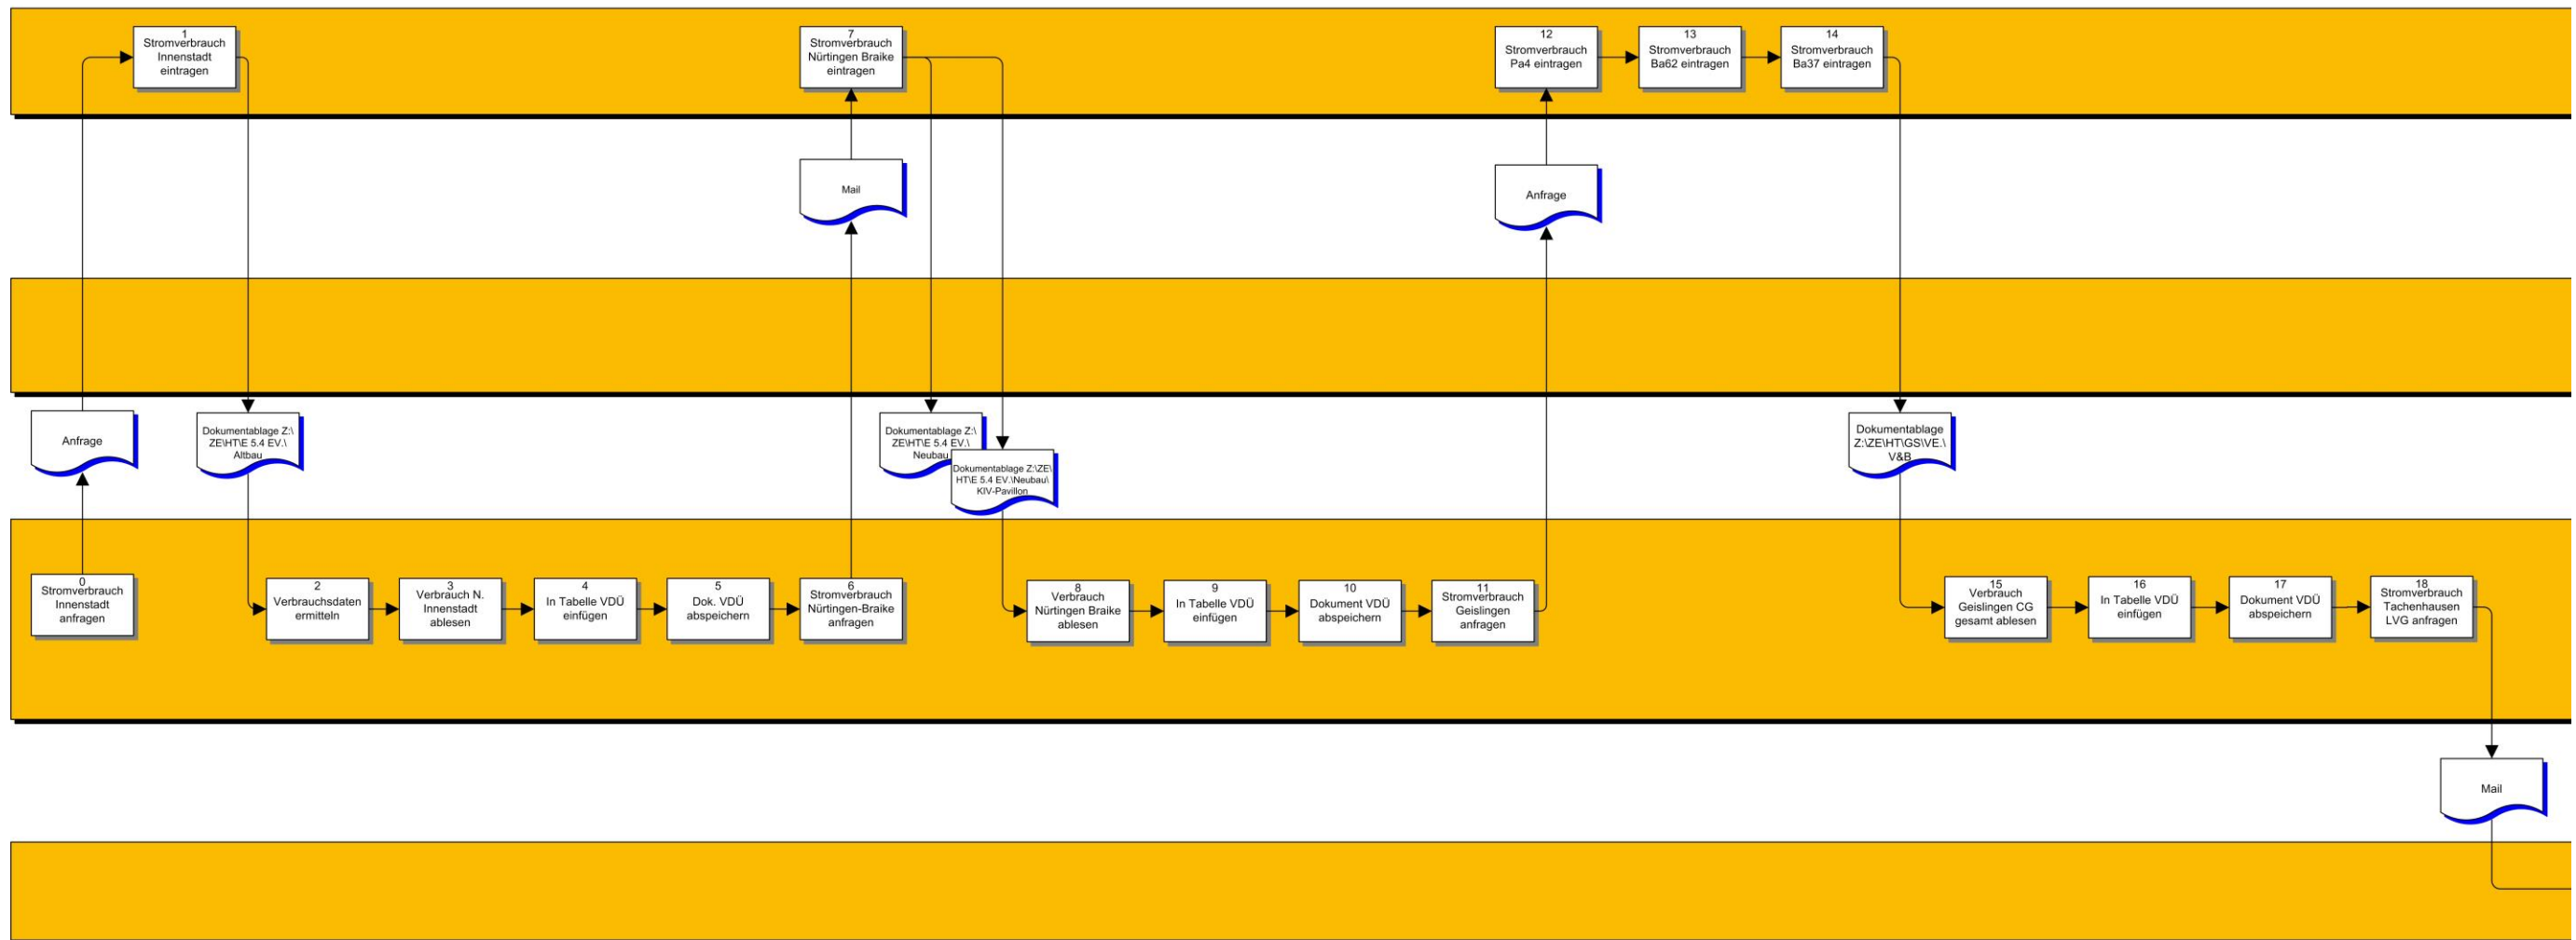 1
Stromverbrauch
Innenstadt
eintragen
7
Stromverbrauch
Nürtingen Braike
eintragen
12
Stromverbrauch
Pa4 eintragen
13
Stromverbrauch
Ba62 eintragen
14
Stromverbrauch
Ba37 eintragen
Mail
Anfrage
Anfrage
Dokumentablage Z:\
ZE\HT\E 5.4 EV.\
Altbau
Dokumentablage Z:\
ZE\HT\E 5.4 EV.\
Neubau
Dokumentablage Z:\ZE\
HT\E 5.4 EV.\Neubau\
KIV-Pavillon
Dokumentablage
Z:\ZE\HT\GS\VE.\
V&B
0
Stromverbrauch
Innenstadt
anfragen
2
Verbrauchsdaten
ermitteln
3
Verbrauch N.
Innenstadt
ablesen
4
In Tabelle VDÜ
einfügen
5
Dok. VDÜ
abspeichern
6
Stromverbrauch
Nürtingen-Braike
anfragen
8
Verbrauch
Nürtingen Braike
ablesen
9
In Tabelle VDÜ
einfügen
10
Dokument VDÜ
abspeichern
11
Stromverbrauch
Geislingen
anfragen
15
Verbrauch
Geislingen CG
gesamt ablesen
16
In Tabelle VDÜ
einfügen
17
Dokument VDÜ
abspeichern
18
Stromverbrauch
Tachenhausen
LVG anfragen
Mail